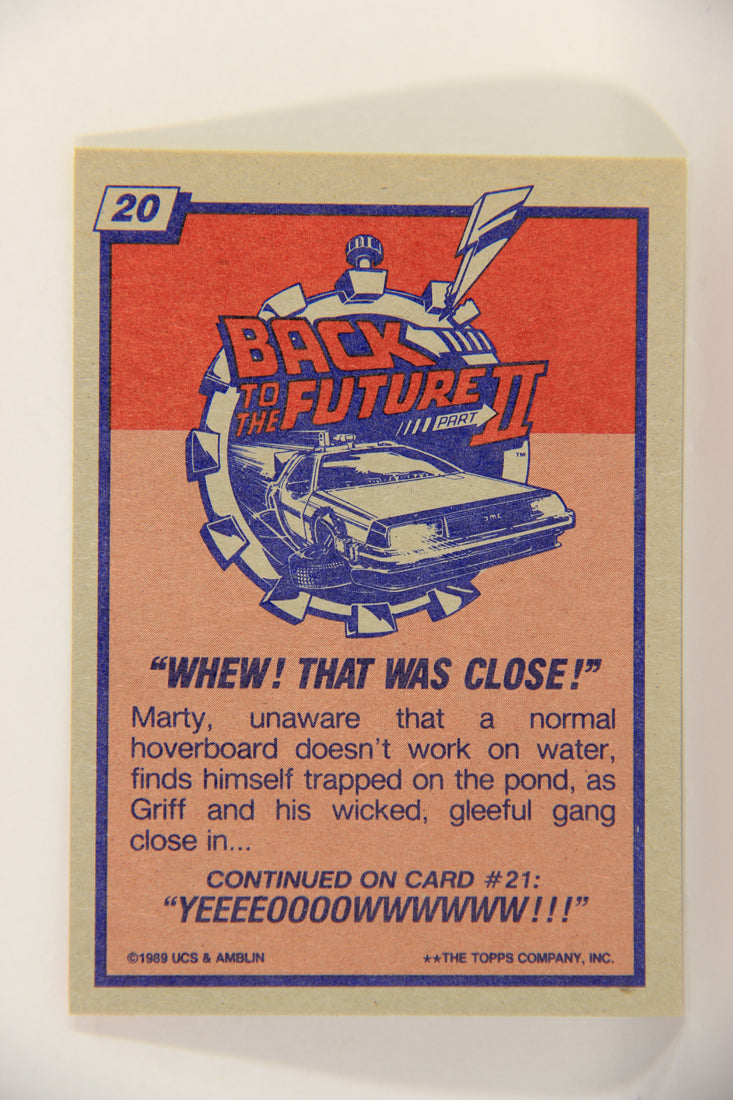 20
BACK
TO THE FUTURE
PART II
TM
DMC
“WHEW! THAT WAS CLOSE!”
Marty, unaware that a normal
hoverboard doesn't work on water,
finds himself trapped on the pond, as
Griff and his wicked, gleeful gang
close in...
CONTINUED ON CARD #21:
“YEEEEOOOOWWWWWW!!!”
©1989 UCS & AMBLIN
**THE TOPPS COMPANY, INC.